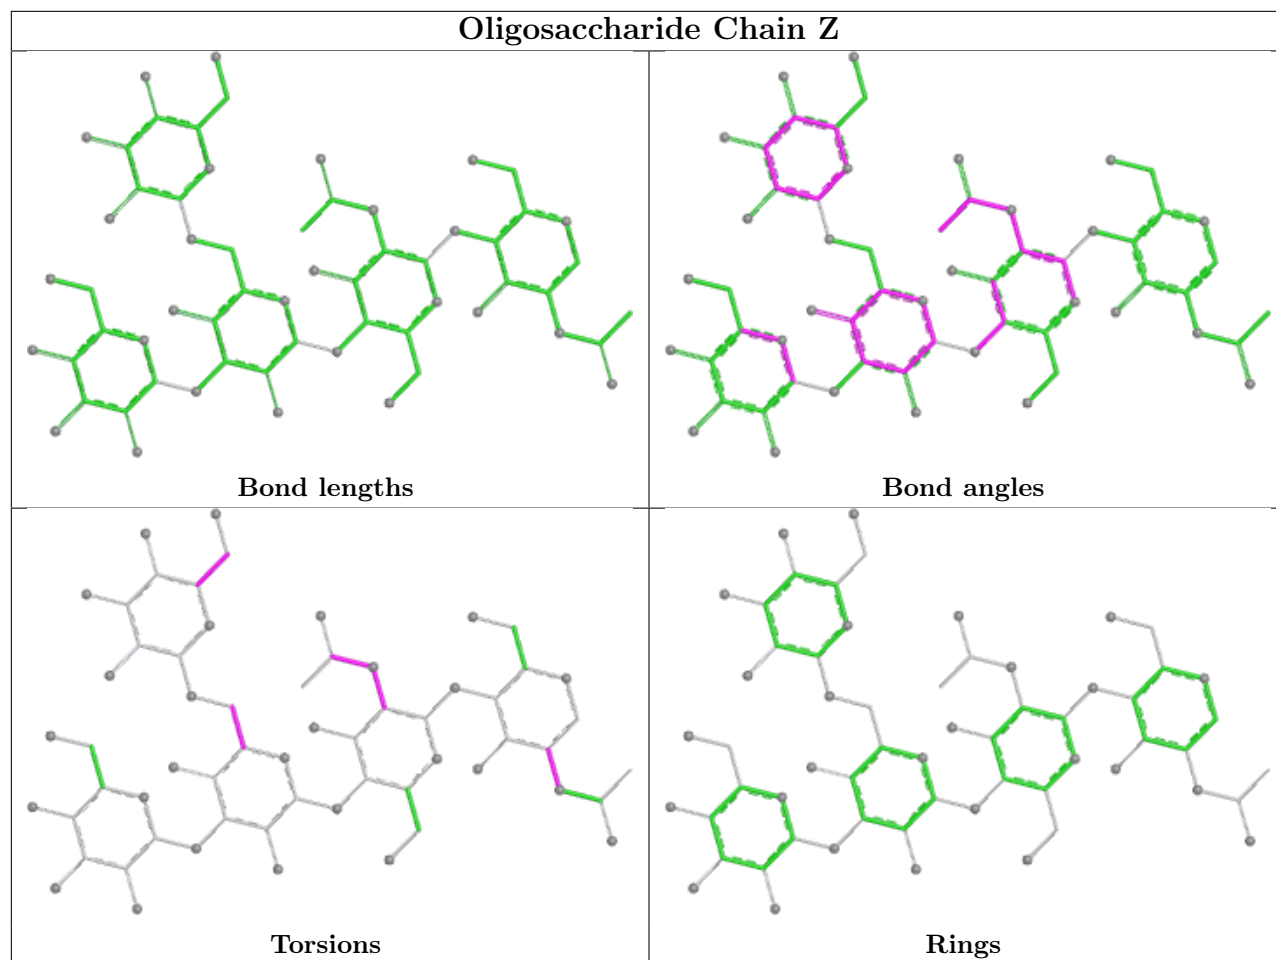 Oligosaccharide Chain Z
Bond lengths
Bond angles
Torsions
Rings